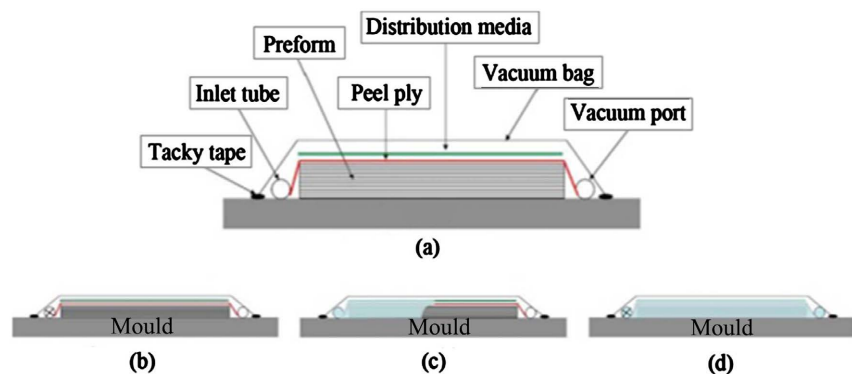 Distribution media
Preform
Vacuum bag
Inlet tube
Peel ply
Vacuum port
Tacky tape
(a)
Mould
Mould
Mould
(b)
(c)
(d)